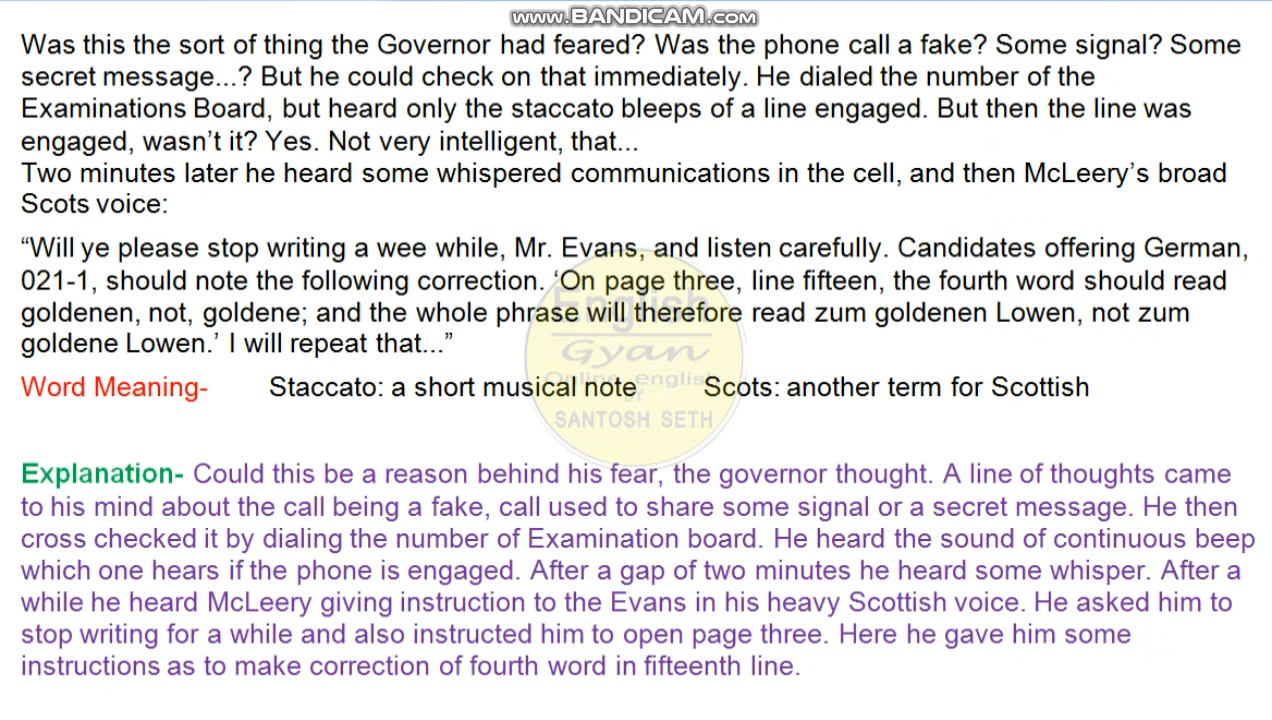 www.BANDICAM.com
Was this the sort of thing the Governor had feared? Was the phone call a fake? Some signal? Some
secret message...? But he could check on that immediately. He dialed the number of the
Examinations Board, but heard only the staccato bleeps of a line engaged. But then the line was
engaged, wasn’t it? Yes. Not very intelligent, that...
Two minutes later he heard some whispered communications in the cell, and then McLeery’s broad
Scots voice:
“Will ye please stop writing a wee while, Mr. Evans, and listen carefully. Candidates offering German,
021-1, should note the following correction. ‘On page three, line fifteen, the fourth word should read
goldenen, not, goldene; and the whole phrase will therefore read zum goldenen Lowen, not zum
goldene Lowen.’ I will repeat that...”
English
Gyan
Online english
BY
SANTOSH SETH
Word Meaning- Staccato: a short musical note Scots: another term for Scottish
Explanation- Could this be a reason behind his fear, the governor thought. A line of thoughts came
to his mind about the call being a fake, call used to share some signal or a secret message. He then
cross checked it by dialing the number of Examination board. He heard the sound of continuous beep
which one hears if the phone is engaged. After a gap of two minutes he heard some whisper. After a
while he heard McLeery giving instruction to the Evans in his heavy Scottish voice. He asked him to
stop writing for a while and also instructed him to open page three. Here he gave him some
instructions as to make correction of fourth word in fifteenth line.